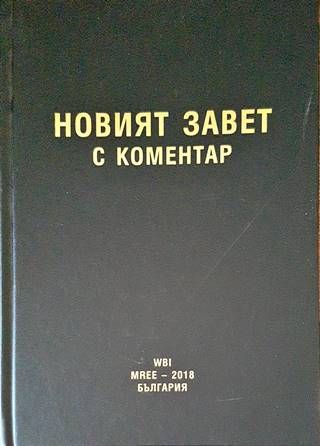 НОВИЯТ ЗАВЕТ
С КОМЕНТАР
WBI
MREE – 2018
БЪЛГАРИЯ